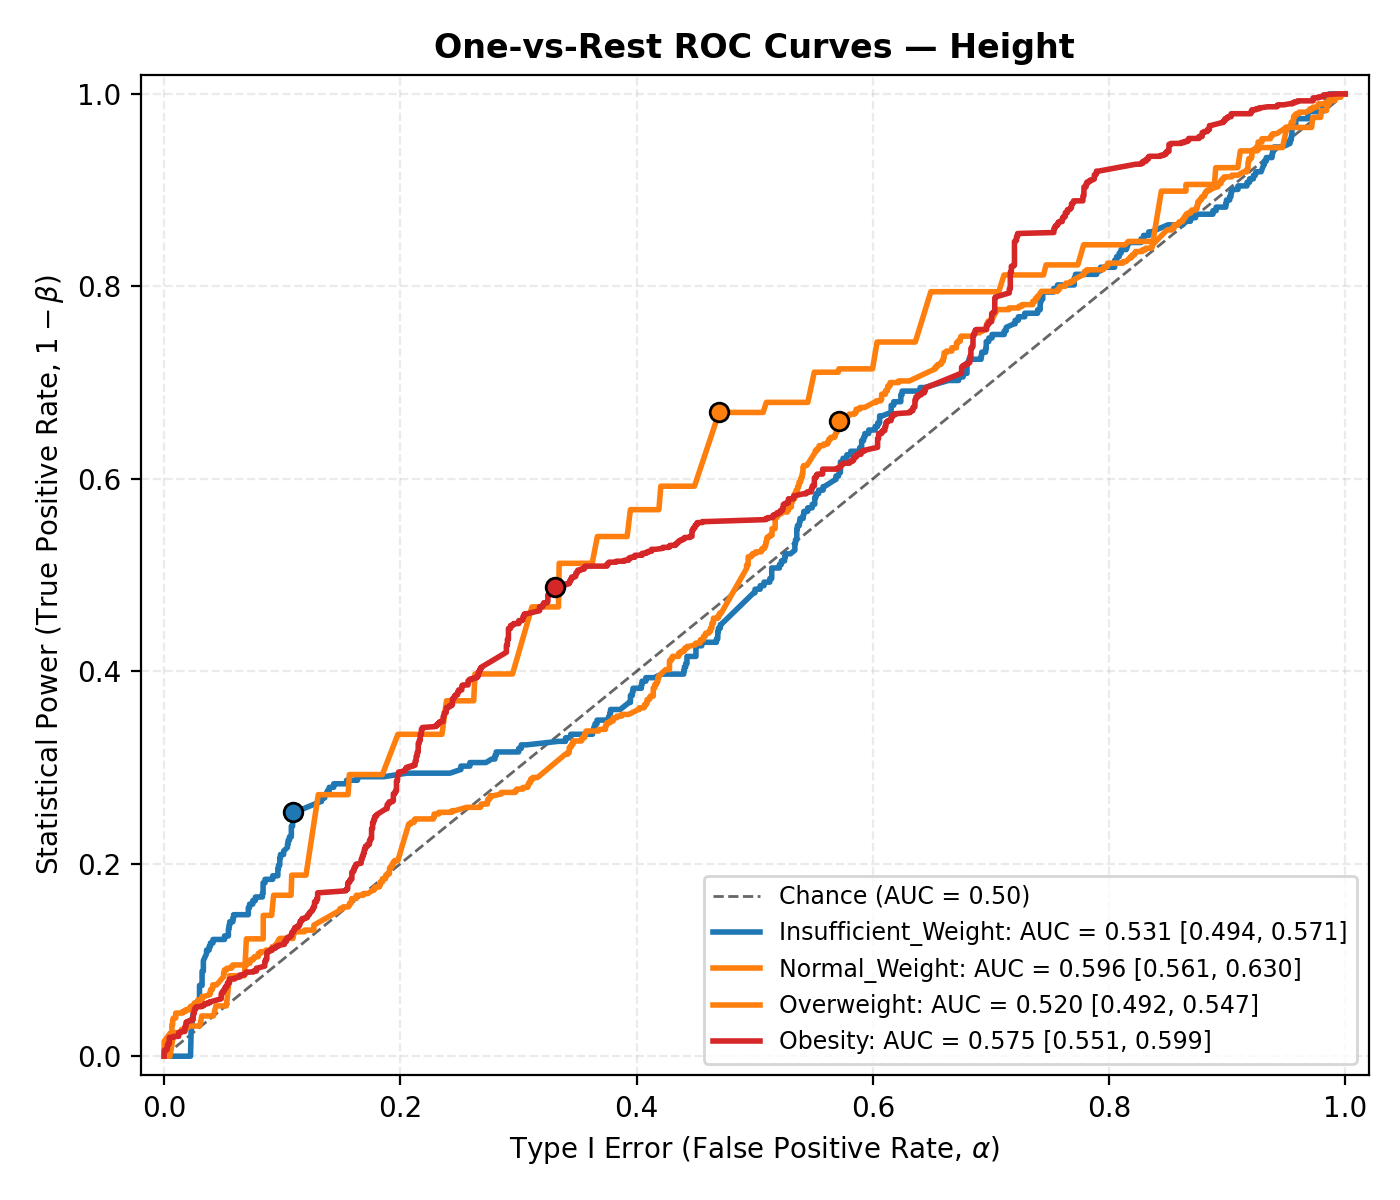 One-vs-Rest ROC Curves — Height
Statistical Power (True Positive Rate, 1 − β)
1.0
0.8
0.6
0.4
0.2
0.0
Chance (AUC = 0.50)
Insufficient_Weight: AUC = 0.531 [0.494, 0.571]
Normal_Weight: AUC = 0.596 [0.561, 0.630]
Overweight: AUC = 0.520 [0.492, 0.547]
Obesity: AUC = 0.575 [0.551, 0.599]
0.0 0.2 0.4 0.6 0.8 1.0
Type I Error (False Positive Rate, α)